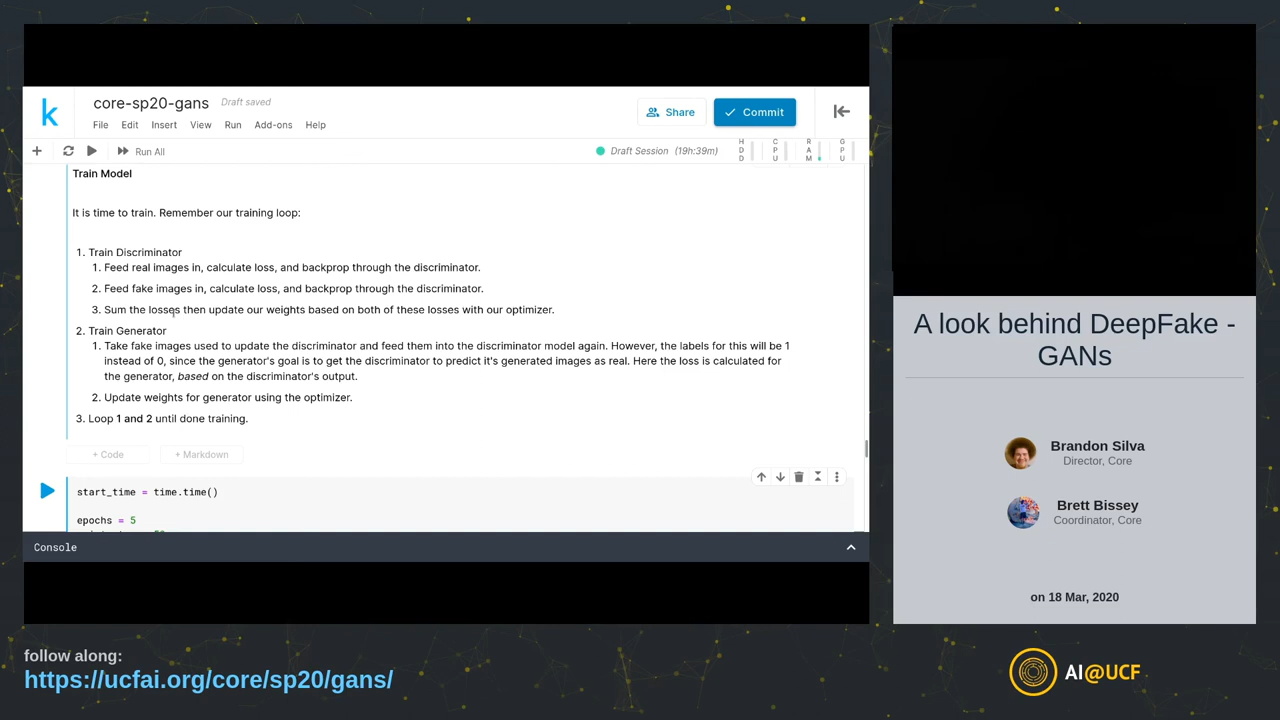 core-sp20-gans Draft saved
Share
Commit
File Edit Insert View Run Add-ons Help
Run All
Draft Session (19h:39m)
HDD
CPU
RAM
GPU
Train Model
It is time to train. Remember our training loop:
1. Train Discriminator
1. Feed real images in, calculate loss, and backprop through the discriminator.
2. Feed fake images in, calculate loss, and backprop through the discriminator.
3. Sum the losses then update our weights based on both of these losses with our optimizer.
2. Train Generator
1. Take fake images used to update the discriminator and feed them into the discriminator model again. However, the labels for this will be 1
instead of 0, since the generator's goal is to get the discriminator to predict it's generated images as real. Here the loss is calculated for
the generator, based on the discriminator's output.
2. Update weights for generator using the optimizer.
3. Loop 1 and 2 until done training.
+ Code + Markdown
start_time = time.time()
epochs = 5
Console
A look behind DeepFake -
GANs
Brandon Silva
Director, Core
Brett Bissey
Coordinator, Core
on 18 Mar, 2020
follow along:
https://ucfai.org/core/sp20/gans/
AI@UCF